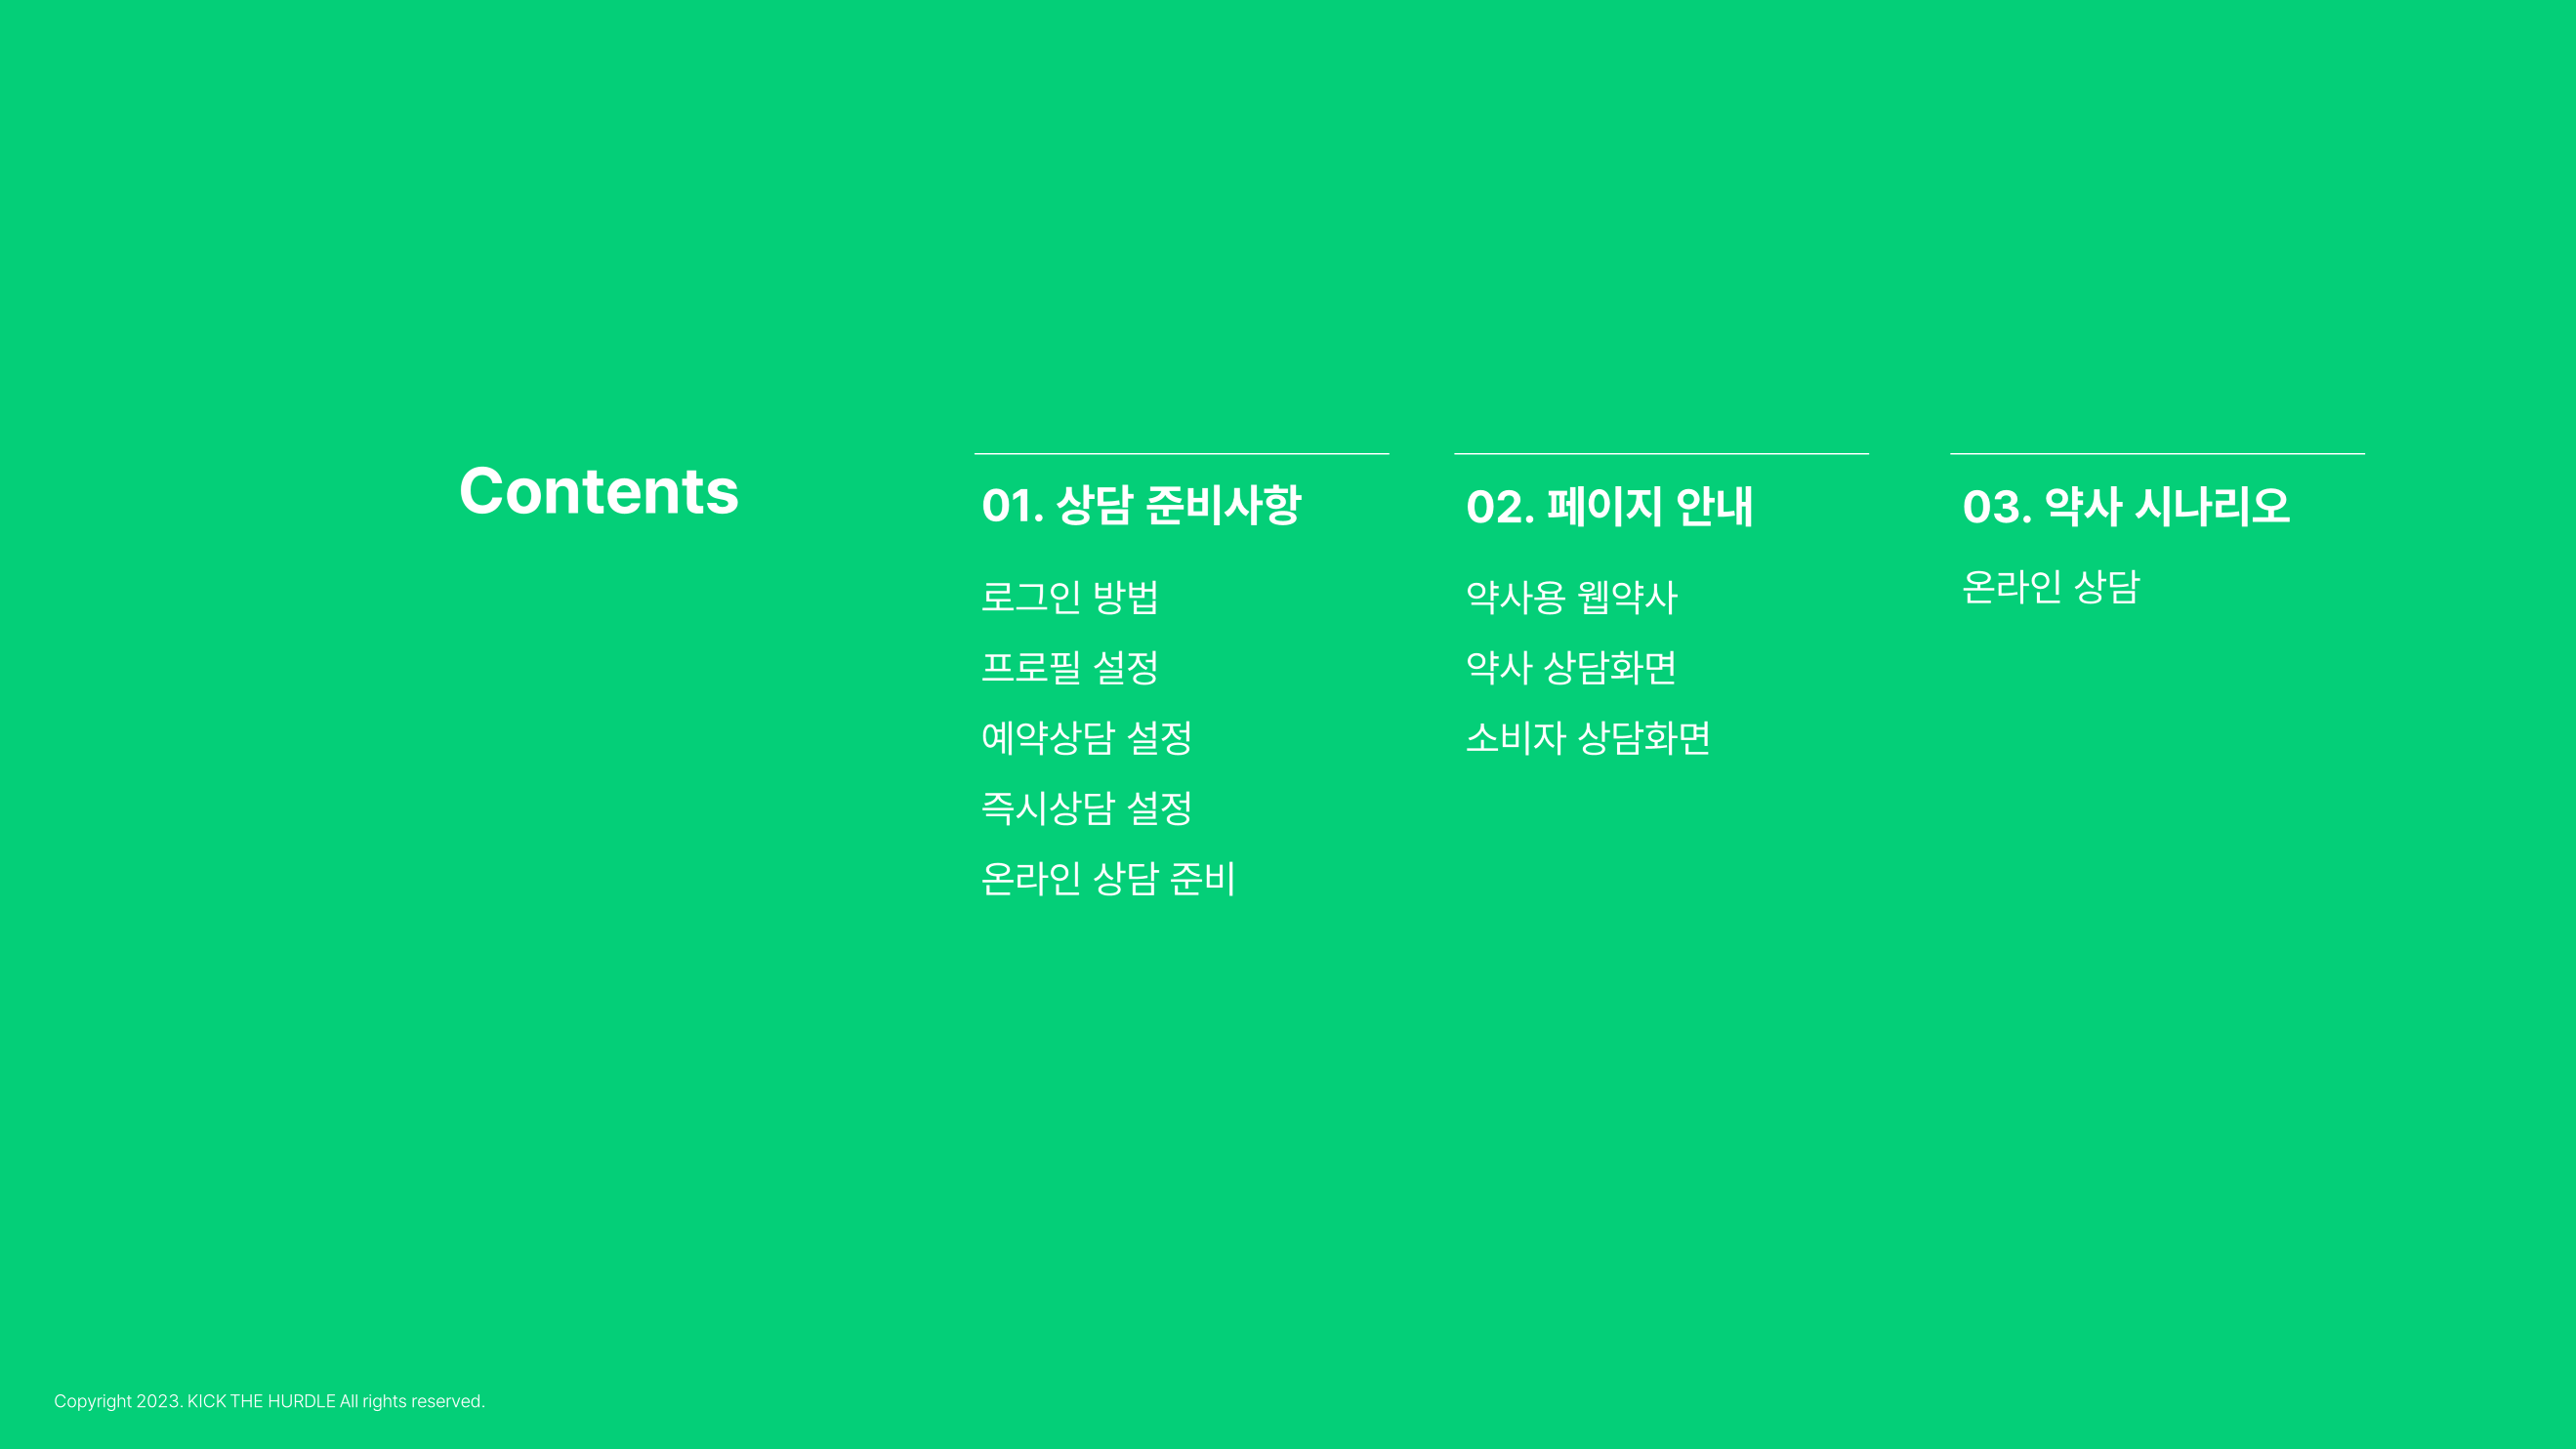 Contents
01. 상담 준비사항
로그인 방법
프로필 설정
예약상담 설정
즉시상담 설정
온라인 상담 준비
02. 페이지 안내
약사용 웹약사
약사 상담화면
소비자 상담화면
03. 약사 시나리오
온라인 상담
Copyright 2023. KICK THE HURDLE All rights reserved.